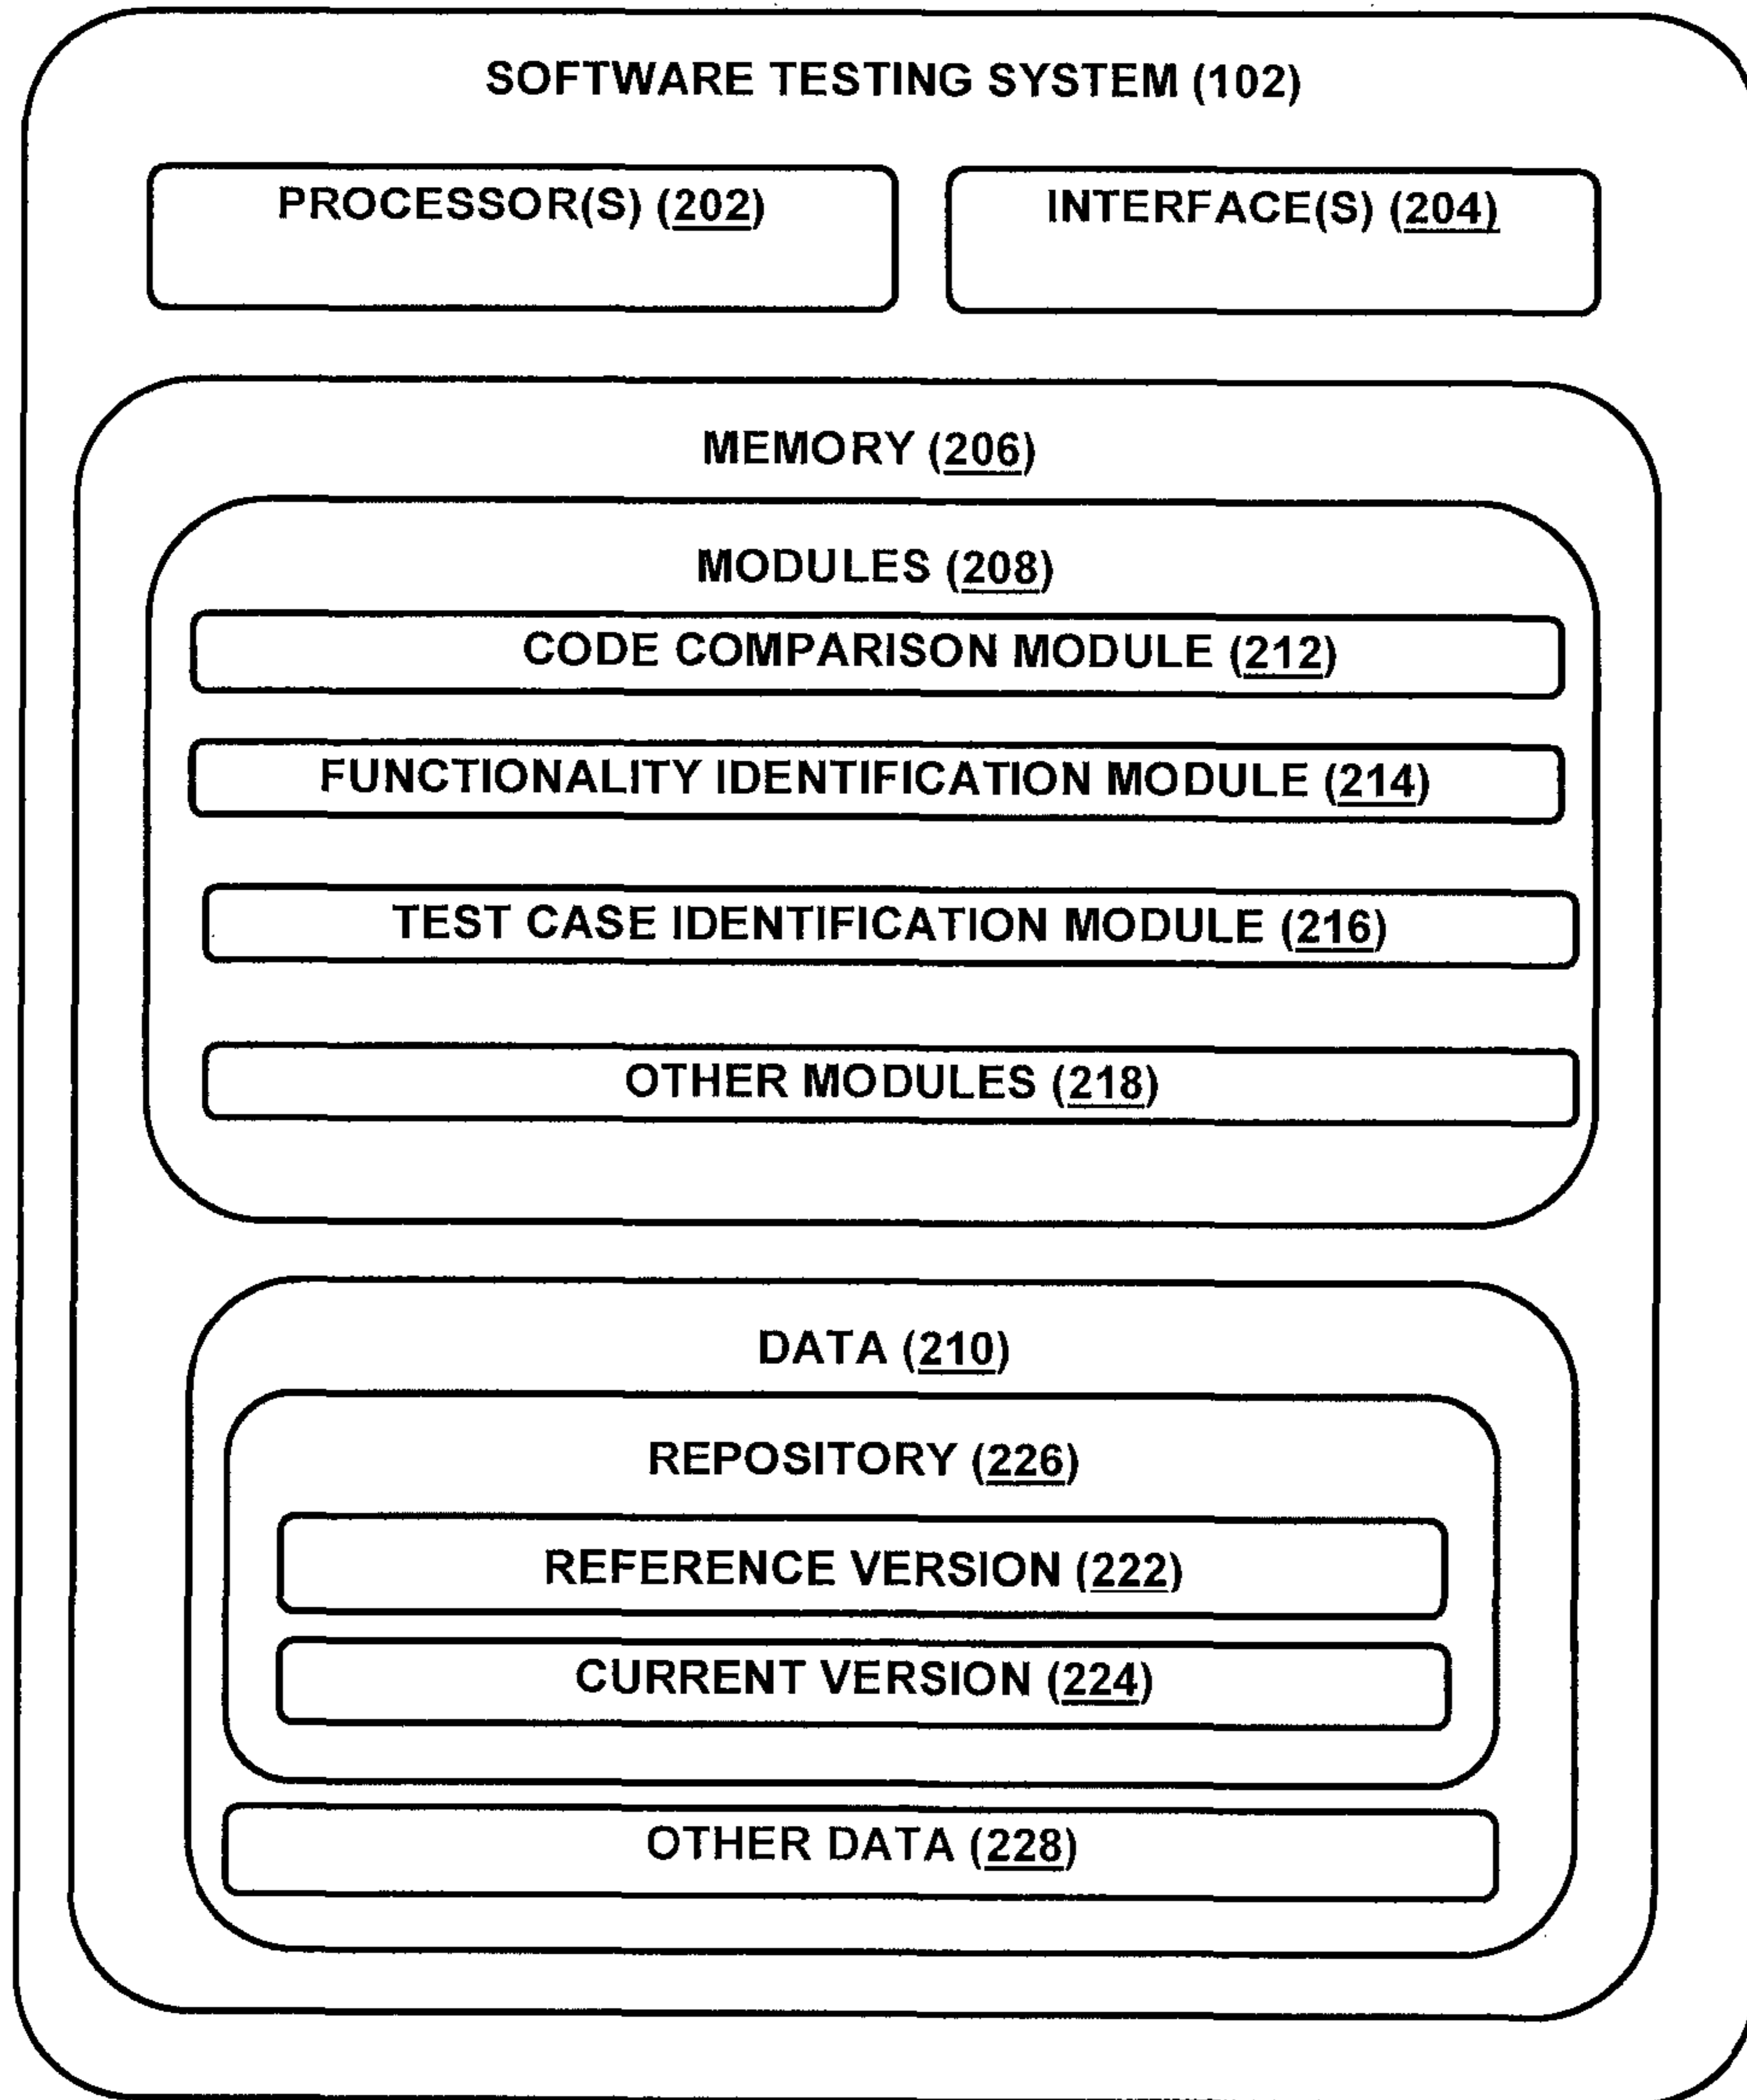 SOFTWARE TESTING SYSTEM (102)
PROCESSOR(S) (202)
INTERFACE(S) (204)
MEMORY (206)
MODULES (208)
CODE COMPARISON MODULE (212)
FUNCTIONALITY IDENTIFICATION MODULE (214)
TEST CASE IDENTIFICATION MODULE (216)
OTHER MODULES (218)
DATA (210)
REPOSITORY (226)
REFERENCE VERSION (222)
CURRENT VERSION (224)
OTHER DATA (228)